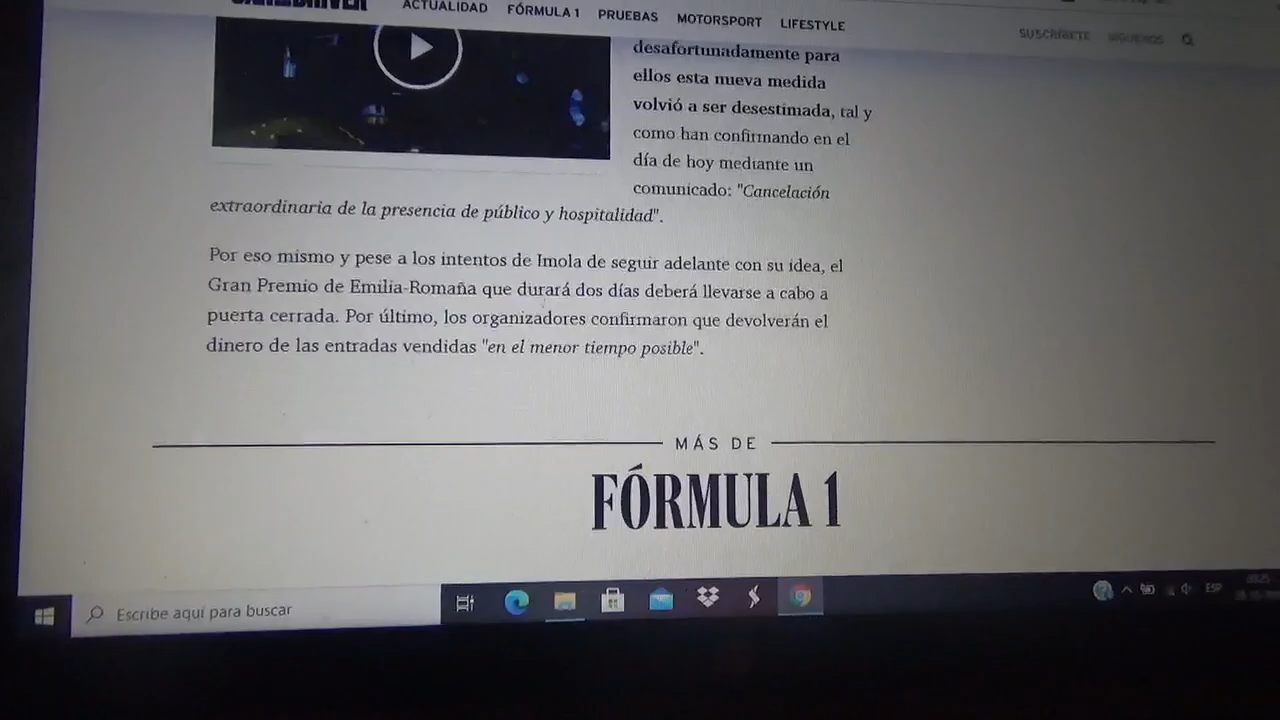 ACTUALIDAD FÓRMULA 1 PRUEBAS MOTORSPORT LIFESTYLE
SUSCRÍBETE SÍGUENOS
desafortunadamente para
ellos esta nueva medida
volvió a ser desestimada, tal y
como han confirmando en el
día de hoy mediante un
comunicado: "Cancelación
extraordinaria de la presencia de público y hospitalidad".
Por eso mismo y pese a los intentos de Imola de seguir adelante con su idea, el
Gran Premio de Emilia-Romaña que durará dos días deberá llevarse a cabo a
puerta cerrada. Por último, los organizadores confirmaron que devolverán el
dinero de las entradas vendidas "en el menor tiempo posible".
MÁS DE
FÓRMULA 1
Escribe aquí para buscar
ESP